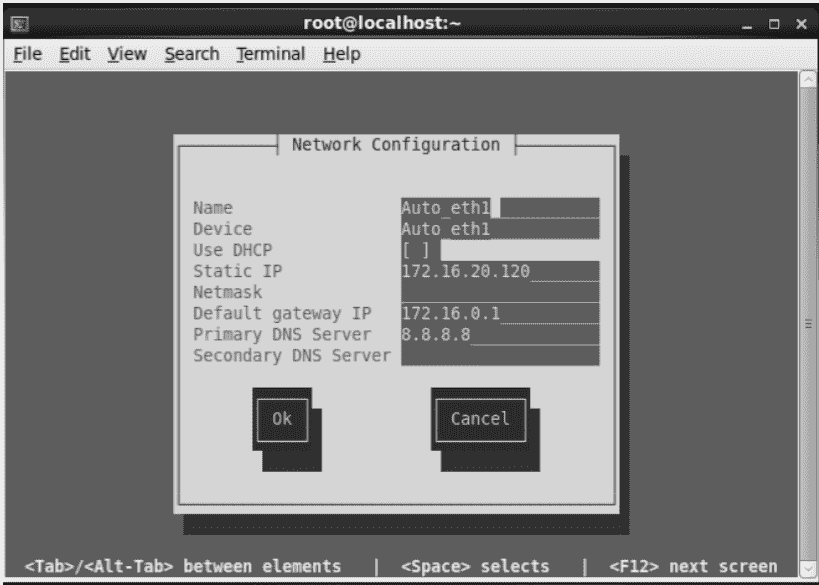 root@localhost:~
File Edit View Search Terminal Help
Network Configuration
Name Auto_eth1
Device Auto_eth1
Use DHCP [ ]
Static IP 172.16.20.120
Netmask
Default gateway IP 172.16.0.1
Primary DNS Server 8.8.8.8
Secondary DNS Server
Ok Cancel
<Tab>/<Alt-Tab> between elements | <Space> selects | <F12> next screen